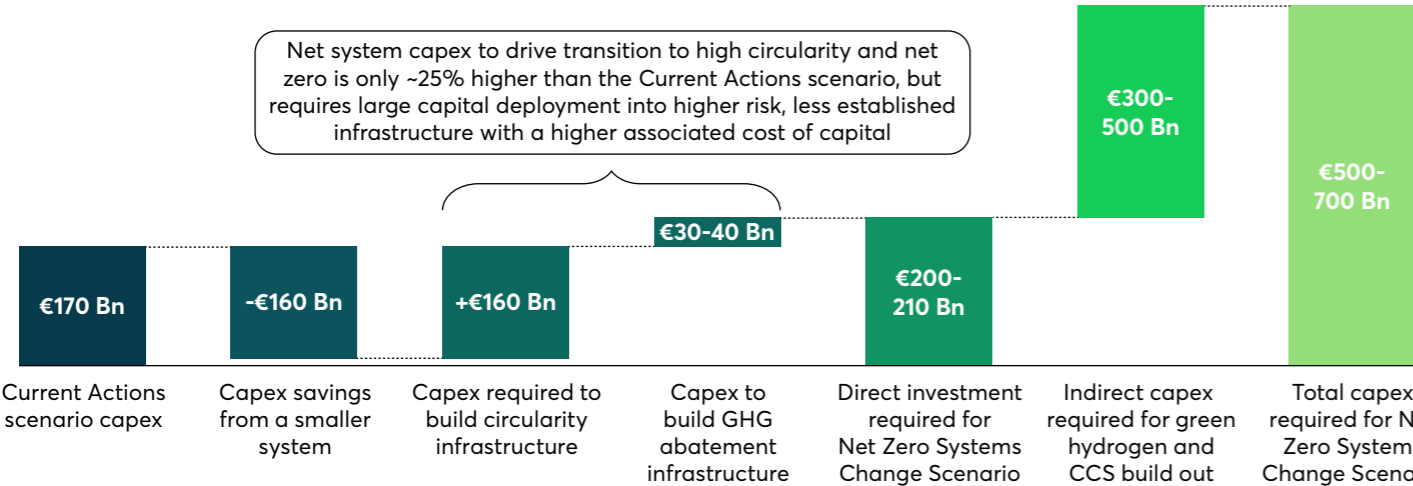 Net system capex to drive transition to high circularity and net
zero is only ~25% higher than the Current Actions scenario, but
requires large capital deployment into higher risk, less established
infrastructure with a higher associated cost of capital
€170 Bn
-€160 Bn
+€160 Bn
€30-40 Bn
€200-
210 Bn
€300-
500 Bn
€500-
700 Bn
Current Actions
scenario capex
Capex savings
from a smaller
system
Capex required to
build circularity
infrastructure
Capex to
build GHG
abatement
infrastructure
Direct investment
required for
Net Zero Systems
Change Scenario
Indirect capex
required for green
hydrogen and
CCS build out
Total capex
required for
Zero System
Change